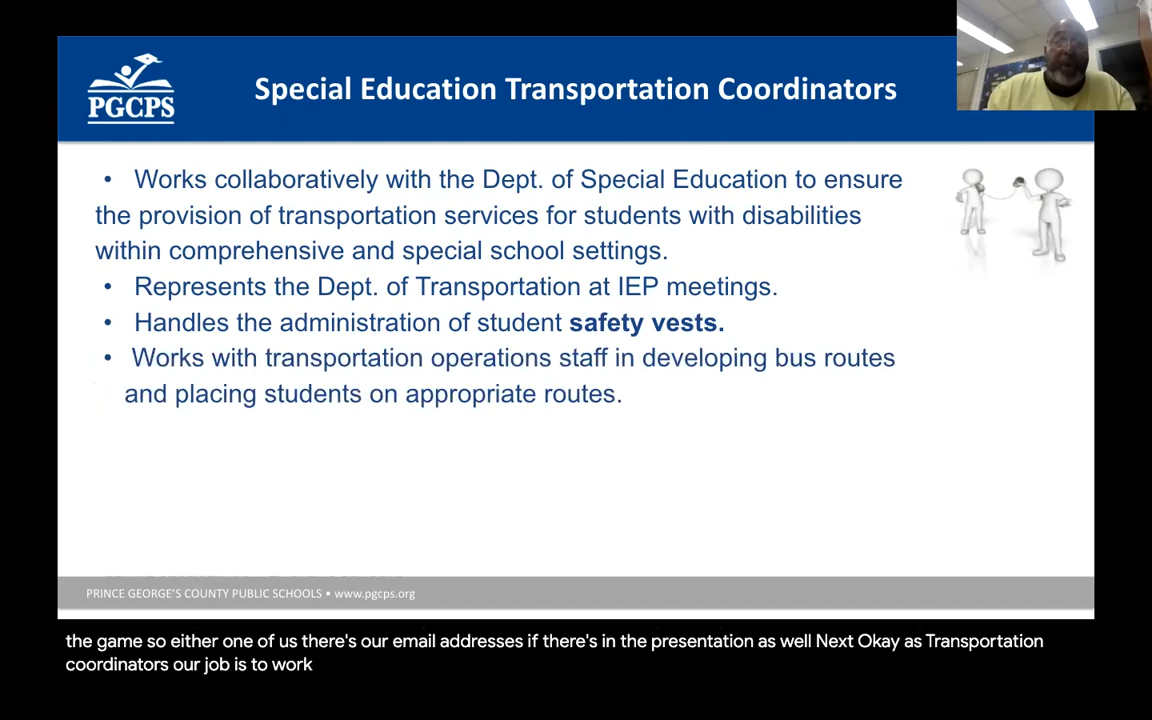 PGCPS
Special Education Transportation Coordinators
• Works collaboratively with the Dept. of Special Education to ensure
the provision of transportation services for students with disabilities
within comprehensive and special school settings.
• Represents the Dept. of Transportation at IEP meetings.
• Handles the administration of student safety vests.
• Works with transportation operations staff in developing bus routes
and placing students on appropriate routes.
PRINCE GEORGE'S COUNTY PUBLIC SCHOOLS • www.pgcps.org
the game so either one of us there's our email addresses if there's in the presentation as well Next Okay as Transportation
coordinators our job is to work